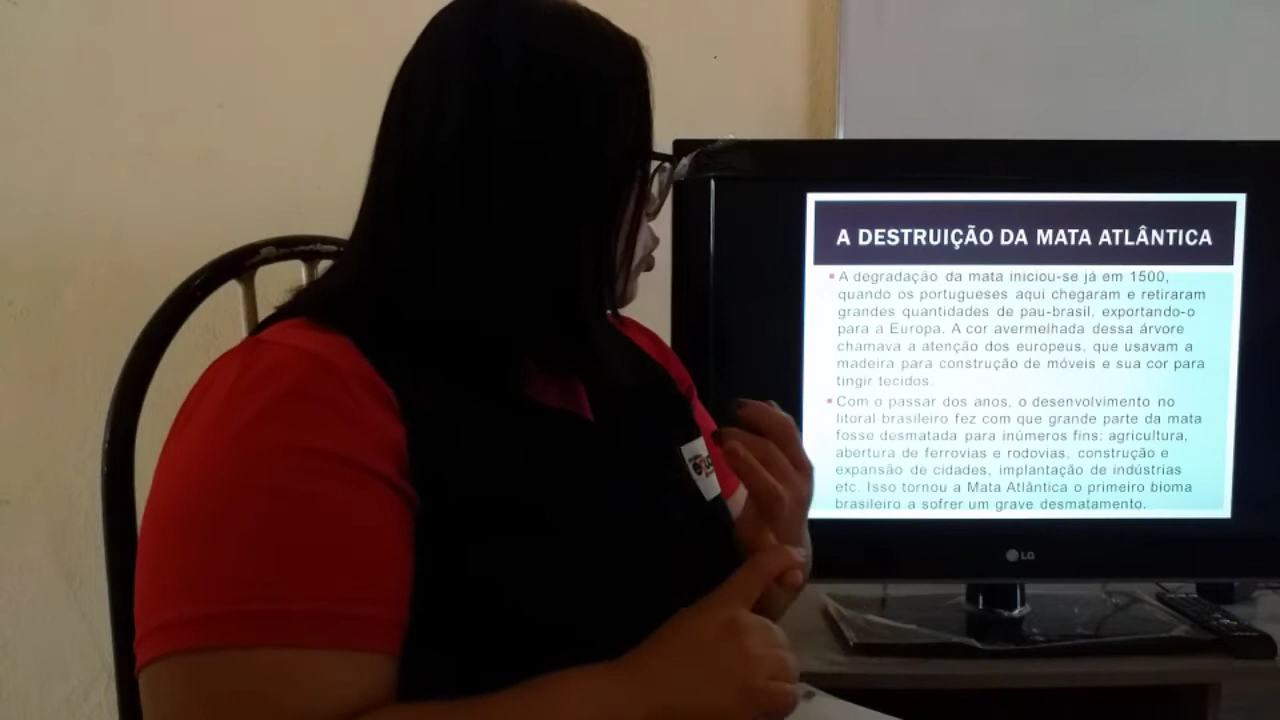 A DESTRUIÇÃO DA MATA ATLÂNTICA
A degradação da mata iniciou-se já em 1500,
quando os portugueses aqui chegaram e retiraram
grandes quantidades de pau-brasil, exportando-o
para a Europa. A cor avermelhada dessa árvore
chamava a atenção dos europeus, que usavam a
madeira para construção de móveis e sua cor para
tingir tecidos.
Com o passar dos anos, o desenvolvimento no
litoral brasileiro fez com que grande parte da mata
fosse desmatada para inúmeros fins: agricultura,
abertura de ferrovias e rodovias, construção e
expansão de cidades, implantação de indústrias
etc. Isso tornou a Mata Atlântica o primeiro bioma
brasileiro a sofrer um grave desmatamento.
LG